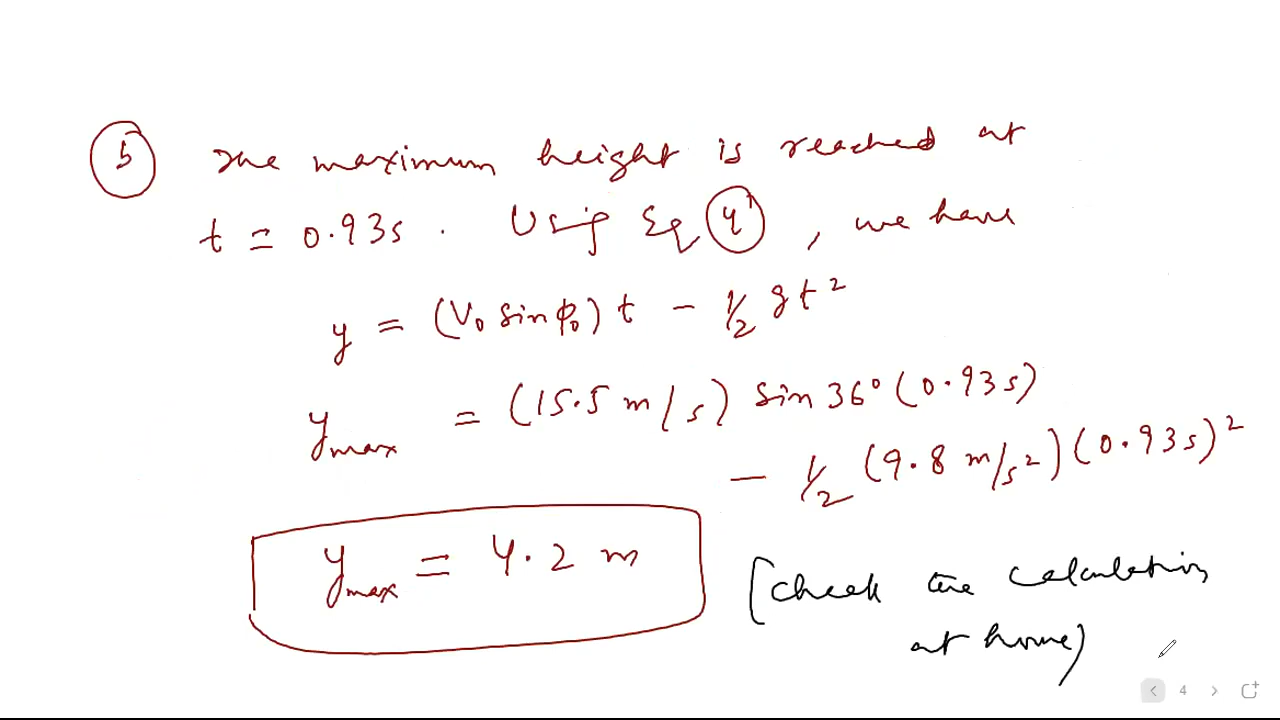 5 The maximum height is reached at
t = 0.93s. Using Eq 4', we have
y = (V₀ sin φ₀) t - 1/2 g t²
y_max = (15.5 m/s) sin 36° (0.93 s)
- 1/2 (9.8 m/s²) (0.93 s)²
y_max = 4.2 m
(Check the calculation
at home)
4